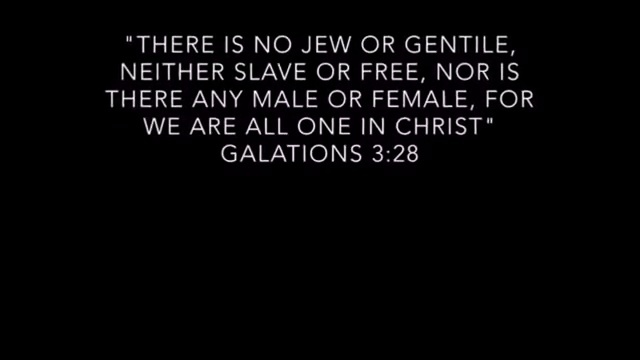 "THERE IS NO JEW OR GENTILE,
NEITHER SLAVE OR FREE, NOR IS
THERE ANY MALE OR FEMALE, FOR
WE ARE ALL ONE IN CHRIST"
GALATIONS 3:28